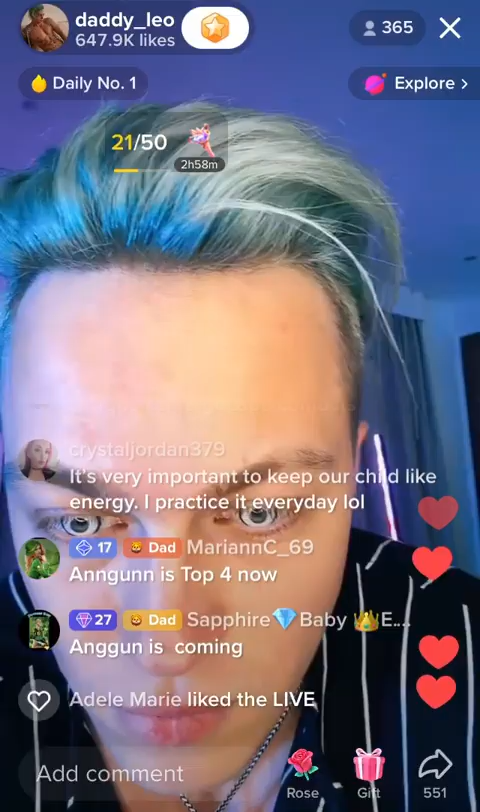 daddy_leo
647.9K likes
365
Daily No. 1
Explore >
21/50
2h58m
crystaljordan379
It's very important to keep our child like
energy. I practice it everyday lol
17 Dad MariannC_69
Anngunn is Top 4 now
27 Dad Sapphire💎Baby 👑E...
Anggun is coming
Adele Marie liked the LIVE
Add comment
Rose
Gift
551